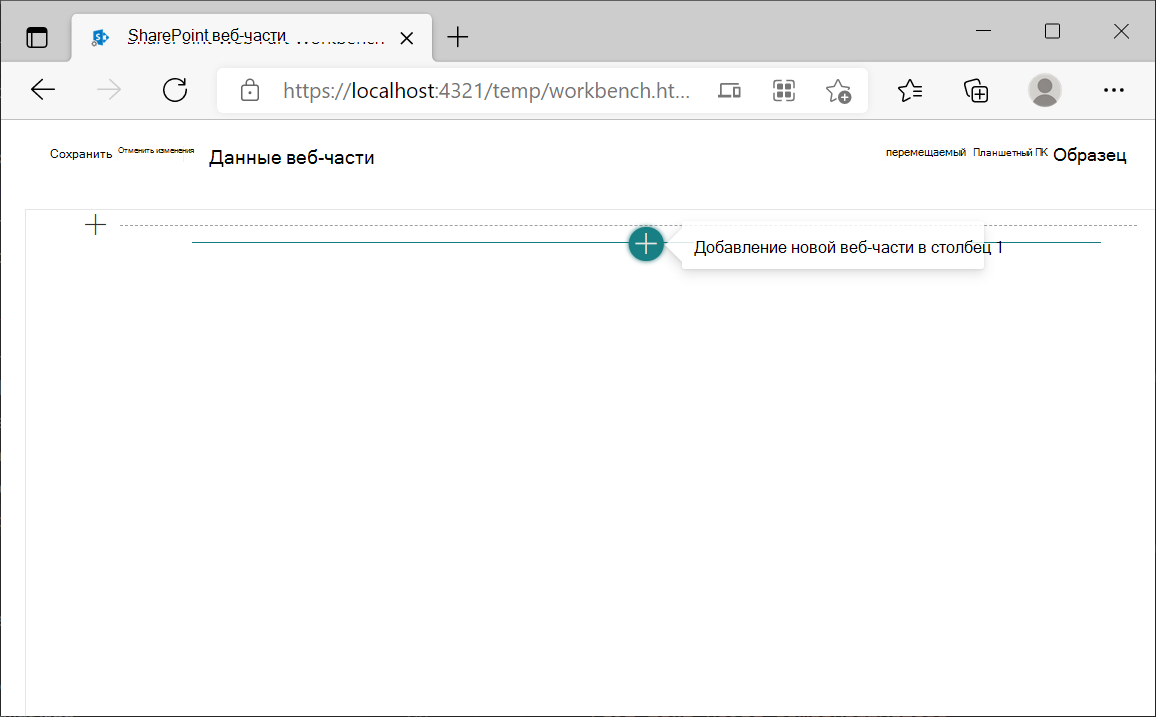 SharePoint веб-части
https://localhost:4321/temp/workbench.ht...
Сохранить Отменить изменения Данные веб-части перемещаемый Планшетный ПК Образец
Добавление новой веб-части в столбец 1